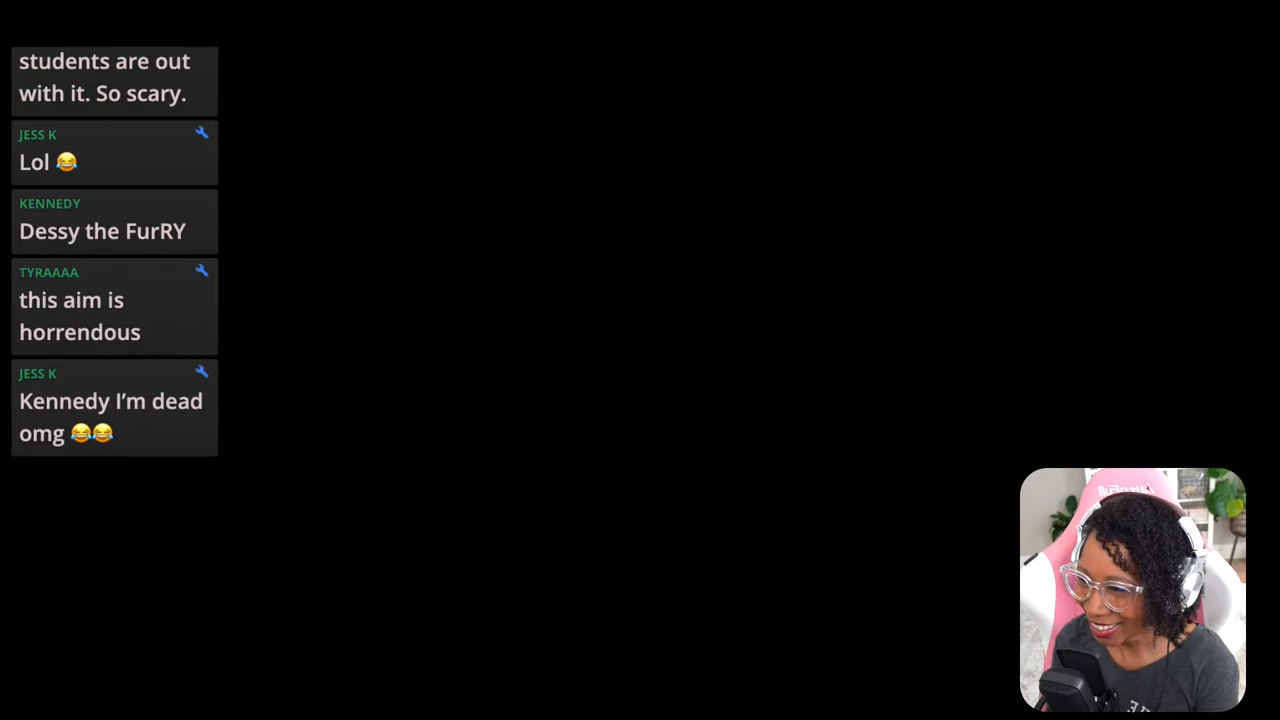 students are out
with it. So scary.
JESS K
Lol 😂
KENNEDY
Dessy the FurRY
TYRAAAA
this aim is
horrendous
JESS K
Kennedy I’m dead
omg 😂😂